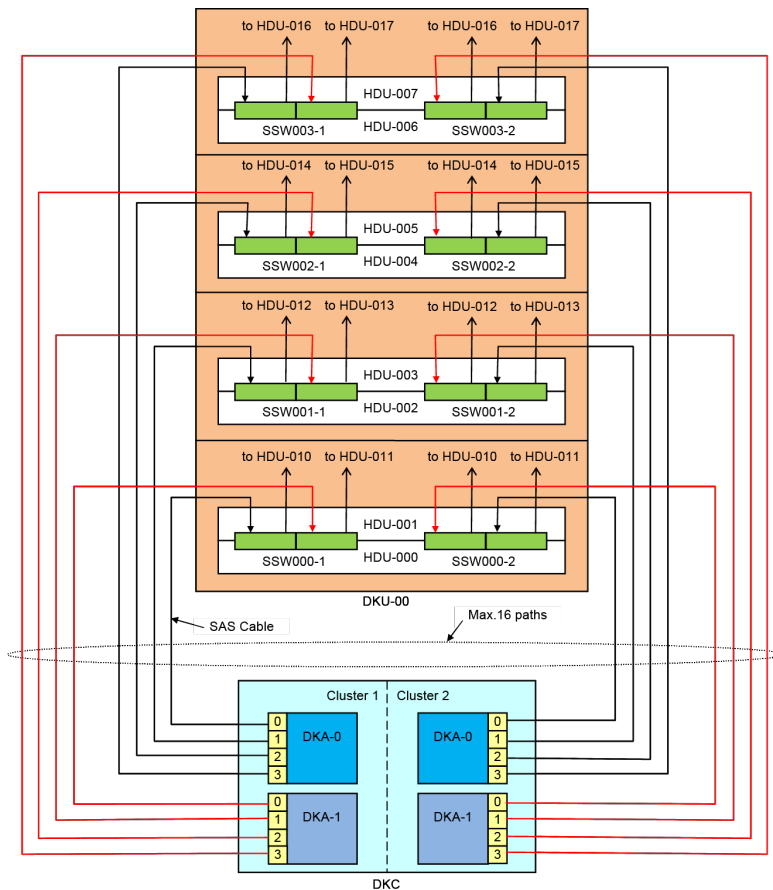 to HDU-016 to HDU-017 to HDU-016 to HDU-017
HDU-007
HDU-006
SSW003-1 SSW003-2
to HDU-014 to HDU-015 to HDU-014 to HDU-015
HDU-005
HDU-004
SSW002-1 SSW002-2
to HDU-012 to HDU-013 to HDU-012 to HDU-013
HDU-003
HDU-002
SSW001-1 SSW001-2
to HDU-010 to HDU-011 to HDU-010 to HDU-011
HDU-001
HDU-000
SSW000-1 SSW000-2
DKU-00
SAS Cable
Max.16 paths
Cluster 1 Cluster 2
0 0
DKA-0 DKA-0
1 1
2 2
3 3
0 0
1 DKA-1 DKA-1 1
2 2
3 3
DKC